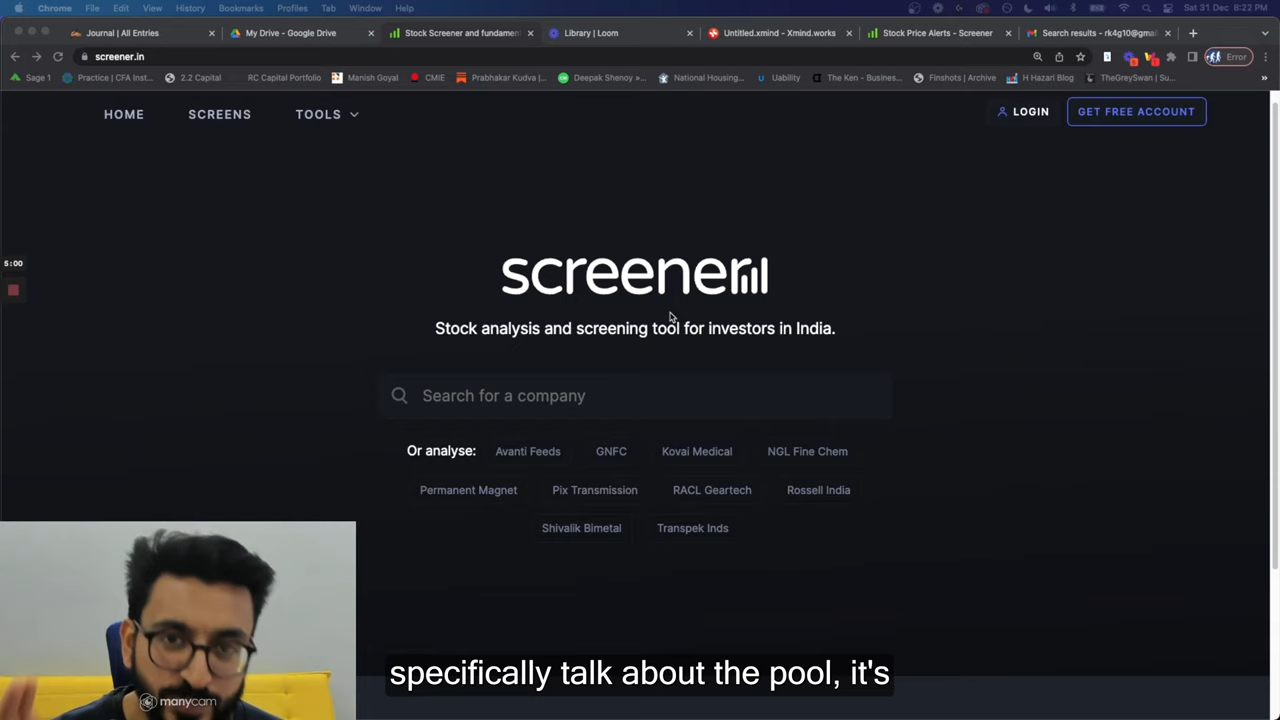 Chrome File Edit View History Bookmarks Profiles Tab Window Help Sat 31 Dec 8:22 PM
Journal | All Entries My Drive - Google Drive Stock Screener and fundamen Library | Loom Untitled.xmind - Xmind.works Stock Price Alerts - Screener Search results - rk4g10@gmai
screener.in Error
Sage 1 Practice | CFA Inst... 2.2 Capital RC Capital Portfolio Manish Goyal CMIE Prabhakar Kudva /... Deepak Shenoy »... National Housing... Uability The Ken - Busines... Finshots | Archive H Hazari Blog TheGreySwan | Su... »
HOME SCREENS TOOLS LOGIN GET FREE ACCOUNT
5:00
screener
Stock analysis and screening tool for investors in India.
Search for a company
Or analyse: Avanti Feeds GNFC Kovai Medical NGL Fine Chem
Permanent Magnet Pix Transmission RACL Geartech Rossell India
Shivalik Bimetal Transpek Inds
specifically talk about the pool, it's
manycam